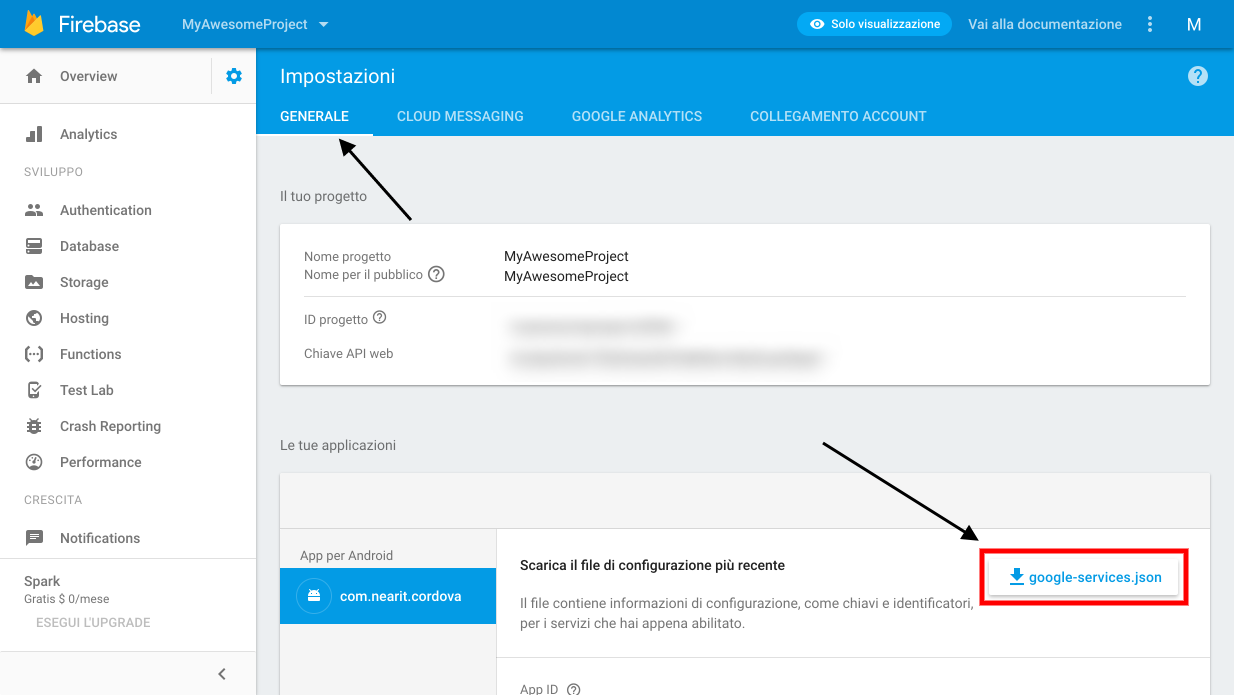 Firebase
MyAwesomeProject
Solo visualizzazione
Vai alla documentazione
M
Overview
Analytics
SVILUPPO
Authentication
Database
Storage
Hosting
Functions
Test Lab
Crash Reporting
Performance
CRESCITA
Notifications
Spark
Gratis $ 0/mese
ESEGUI L'UPGRADE
Impostazioni
?
GENERALE CLOUD MESSAGING GOOGLE ANALYTICS COLLEGAMENTO ACCOUNT
Il tuo progetto
Nome progetto MyAwesomeProject
Nome per il pubblico ? MyAwesomeProject
ID progetto ?
Chiave API web
Le tue applicazioni
App per Android
com.nearit.cordova
Scarica il file di configurazione più recente
google-services.json
Il file contiene informazioni di configurazione, come chiavi e identificatori,
per i servizi che hai appena abilitato.
App ID ?